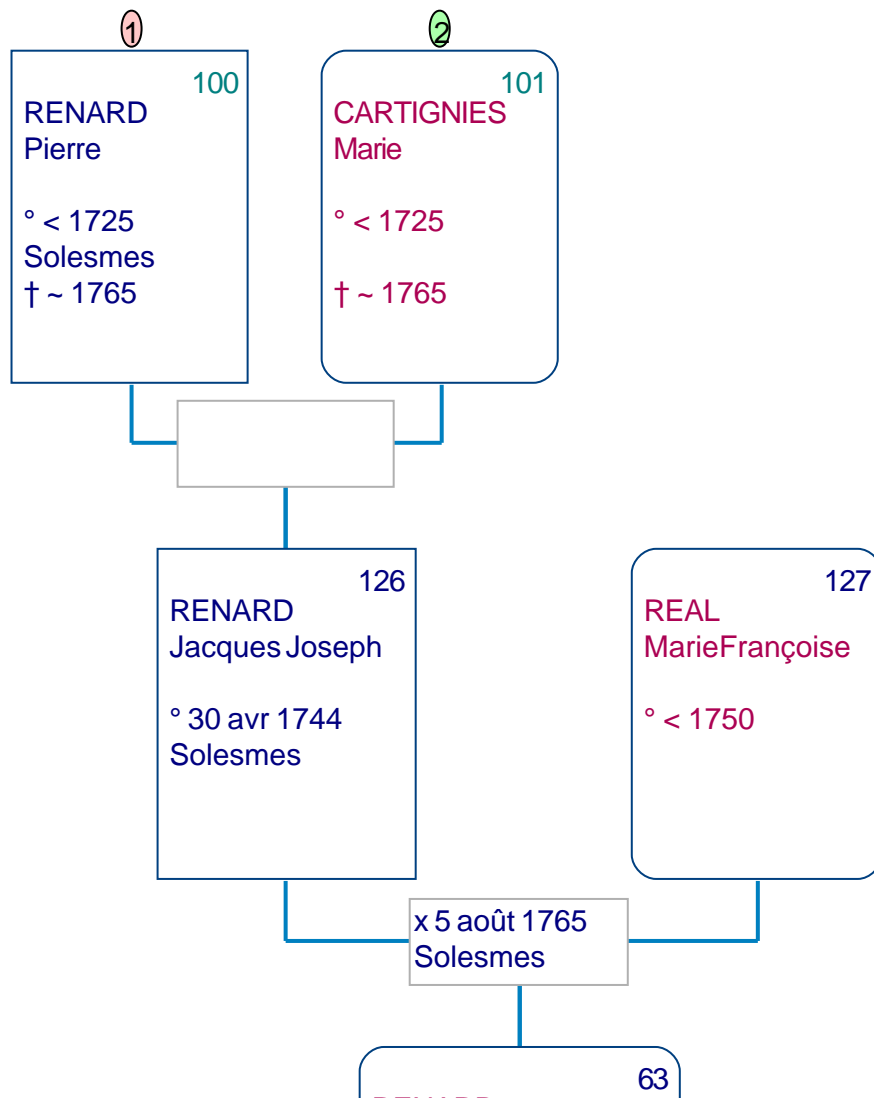 1
2
100
RENARD
Pierre
° < 1725
Solesmes
† ~ 1765
101
CARTIGNIES
Marie
° < 1725
† ~ 1765
126
RENARD
Jacques Joseph
° 30 avr 1744
Solesmes
127
REAL
MarieFrançoise
° < 1750
x 5 août 1765
Solesmes
63
RENARD